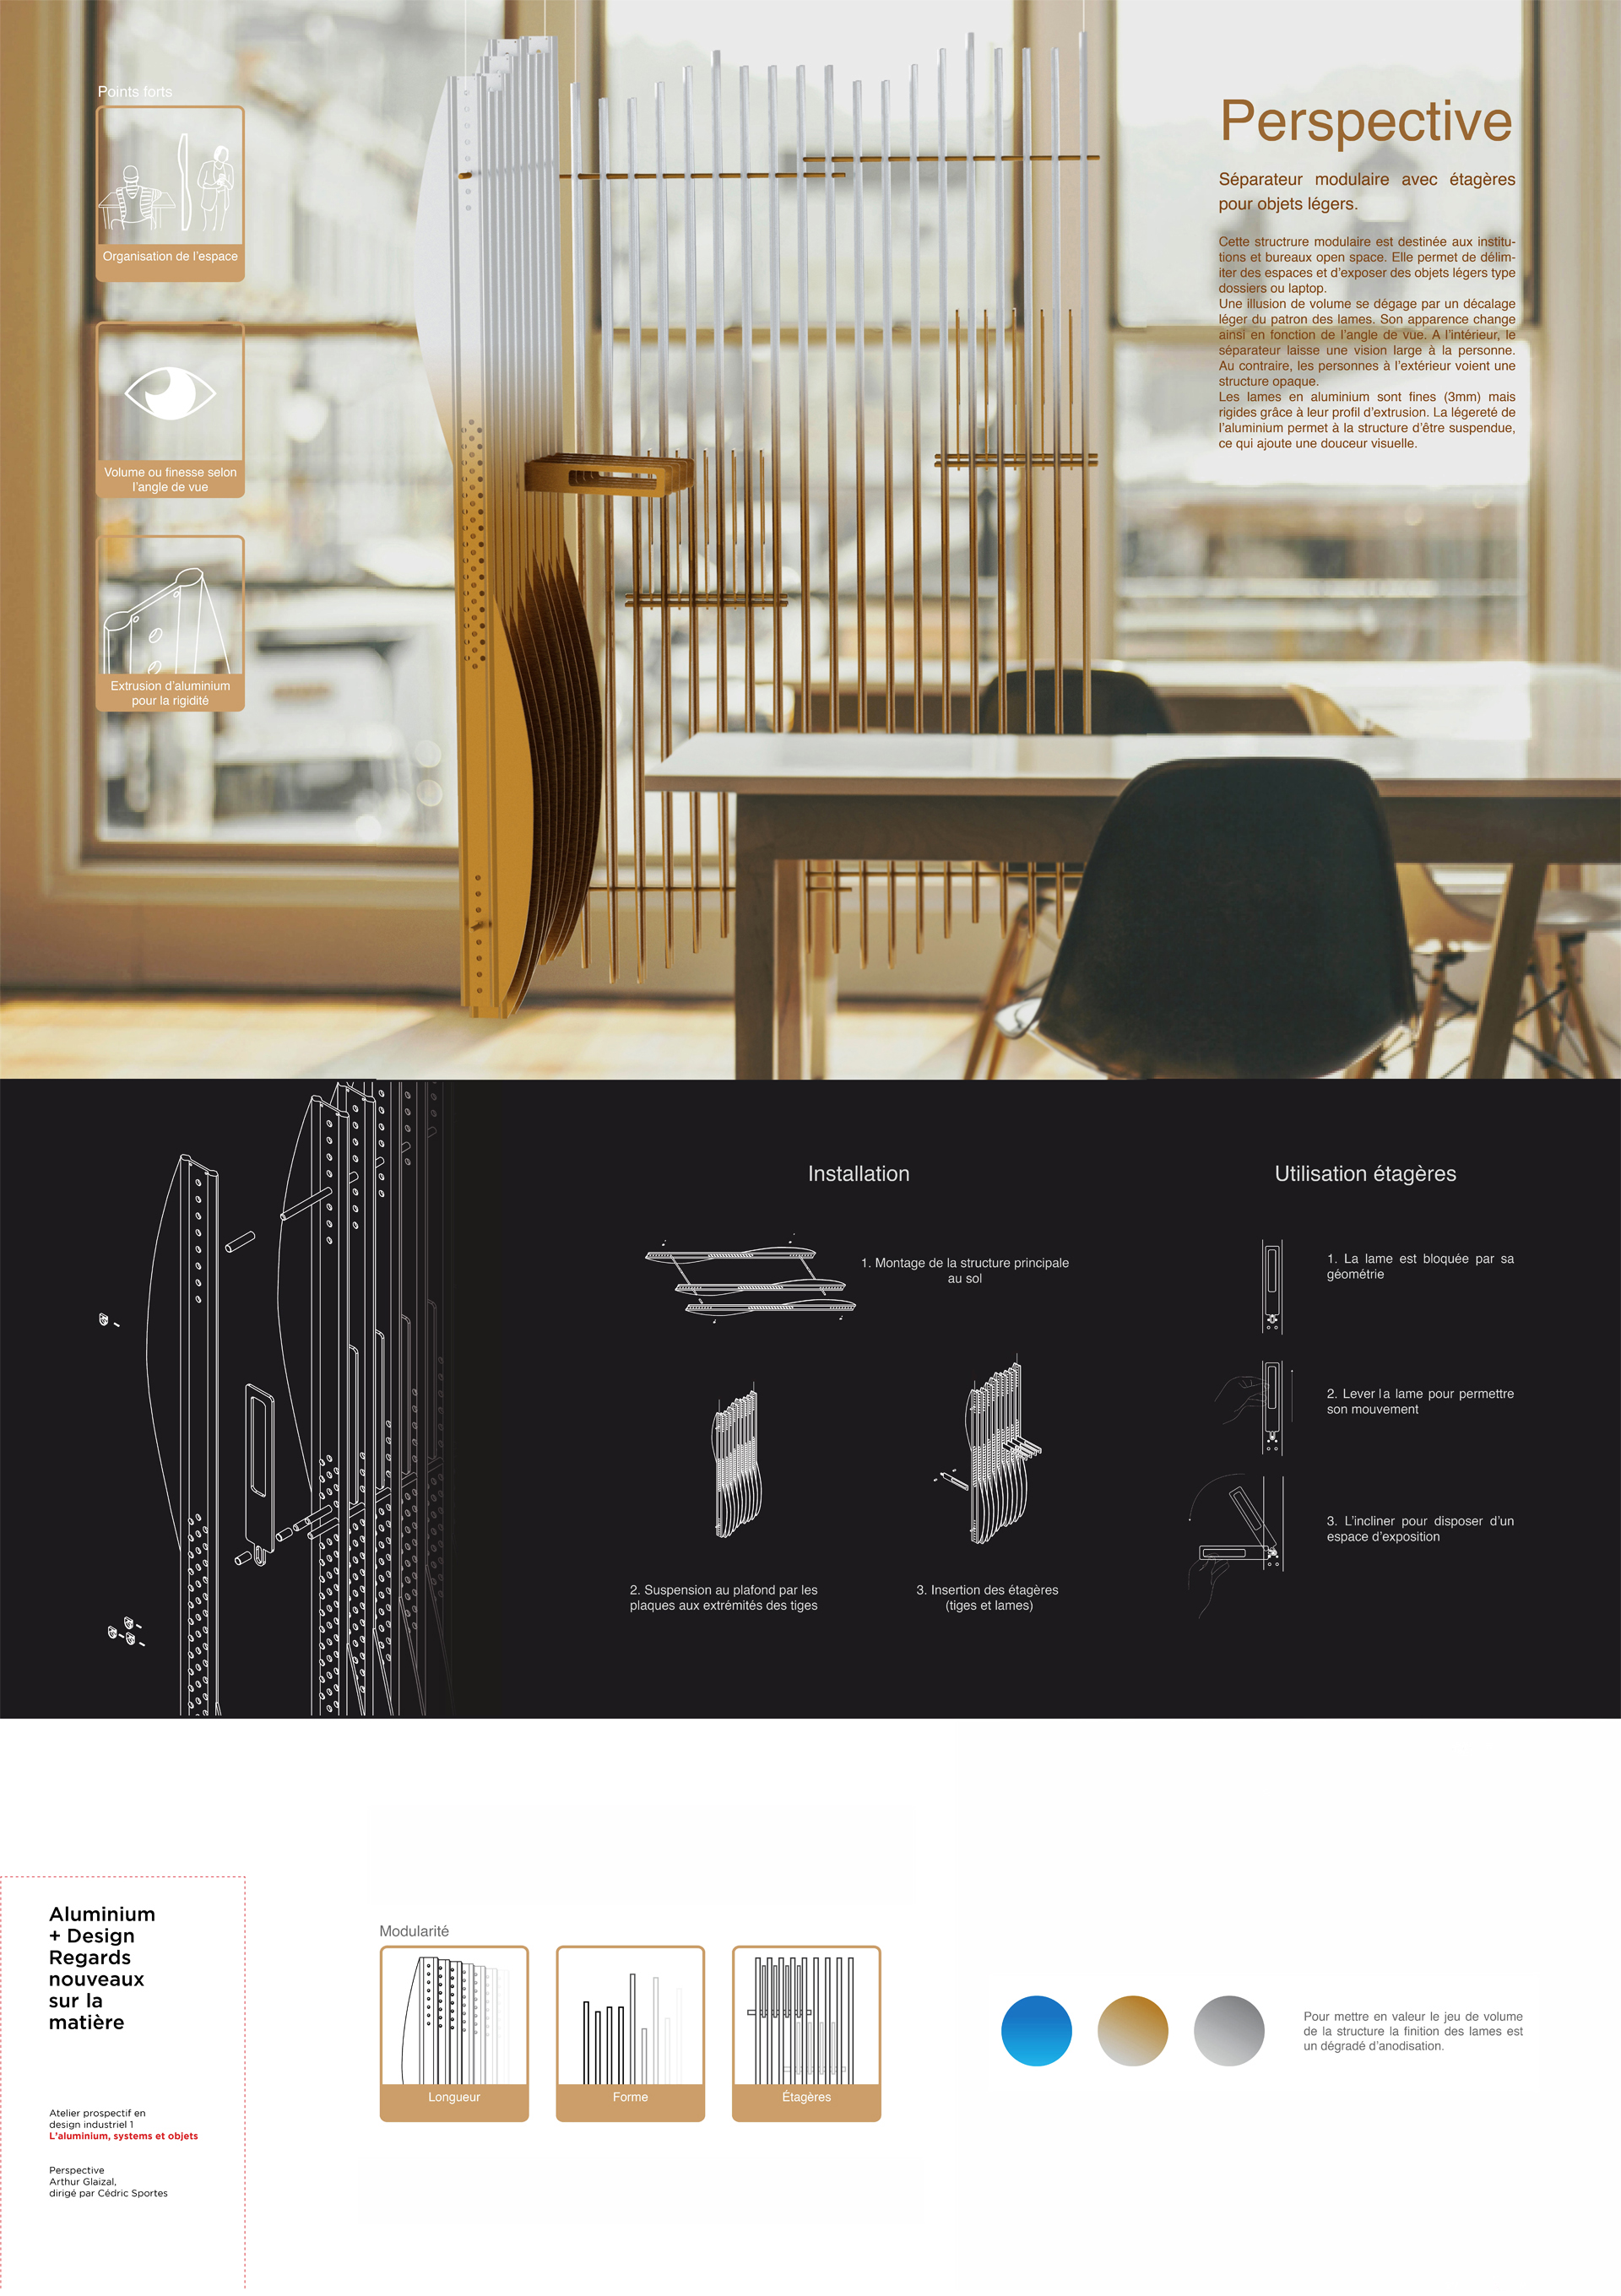 Points forts
Organisation de l'espace
Volume ou finesse selon
l'angle de vue
Extrusion d'aluminium
pour la rigidité
Perspective
Séparateur modulaire avec étagères
pour objets légers.
Cette structrure modulaire est destinée aux institu-
tions et bureaux open space. Elle permet de délim-
iter des espaces et d'exposer des objets légers type
dossiers ou laptop.
Une illusion de volume se dégage par un décalage
léger du patron des lames. Son apparence change
ainsi en fonction de l'angle de vue. A l'intérieur, le
séparateur laisse une vision large à la personne.
Au contraire, les personnes à l'extérieur voient une
structure opaque.
Les lames en aluminium sont fines (3mm) mais
rigides grâce à leur profil d'extrusion. La légereté de
l'aluminium permet à la structure d'être suspendue,
ce qui ajoute une douceur visuelle.
Installation
1. Montage de la structure principale
au sol
2. Suspension au plafond par les
plaques aux extrémités des tiges
3. Insertion des étagères
(tiges et lames)
Utilisation étagères
1. La lame est bloquée par sa
géométrie
2. Lever la lame pour permettre
son mouvement
3. L'incliner pour disposer d'un
espace d'exposition
Aluminium
+ Design
Regards
nouveaux
sur la
matière
Atelier prospectif en
design industriel 1
L'aluminium, systems et objets
Perspective
Arthur Glaizal,
dirigé par Cédric Sportes
Modularité
Longueur
Forme
Étagères
Pour mettre en valeur le jeu de volume
de la structure la finition des lames est
un dégradé d'anodisation.